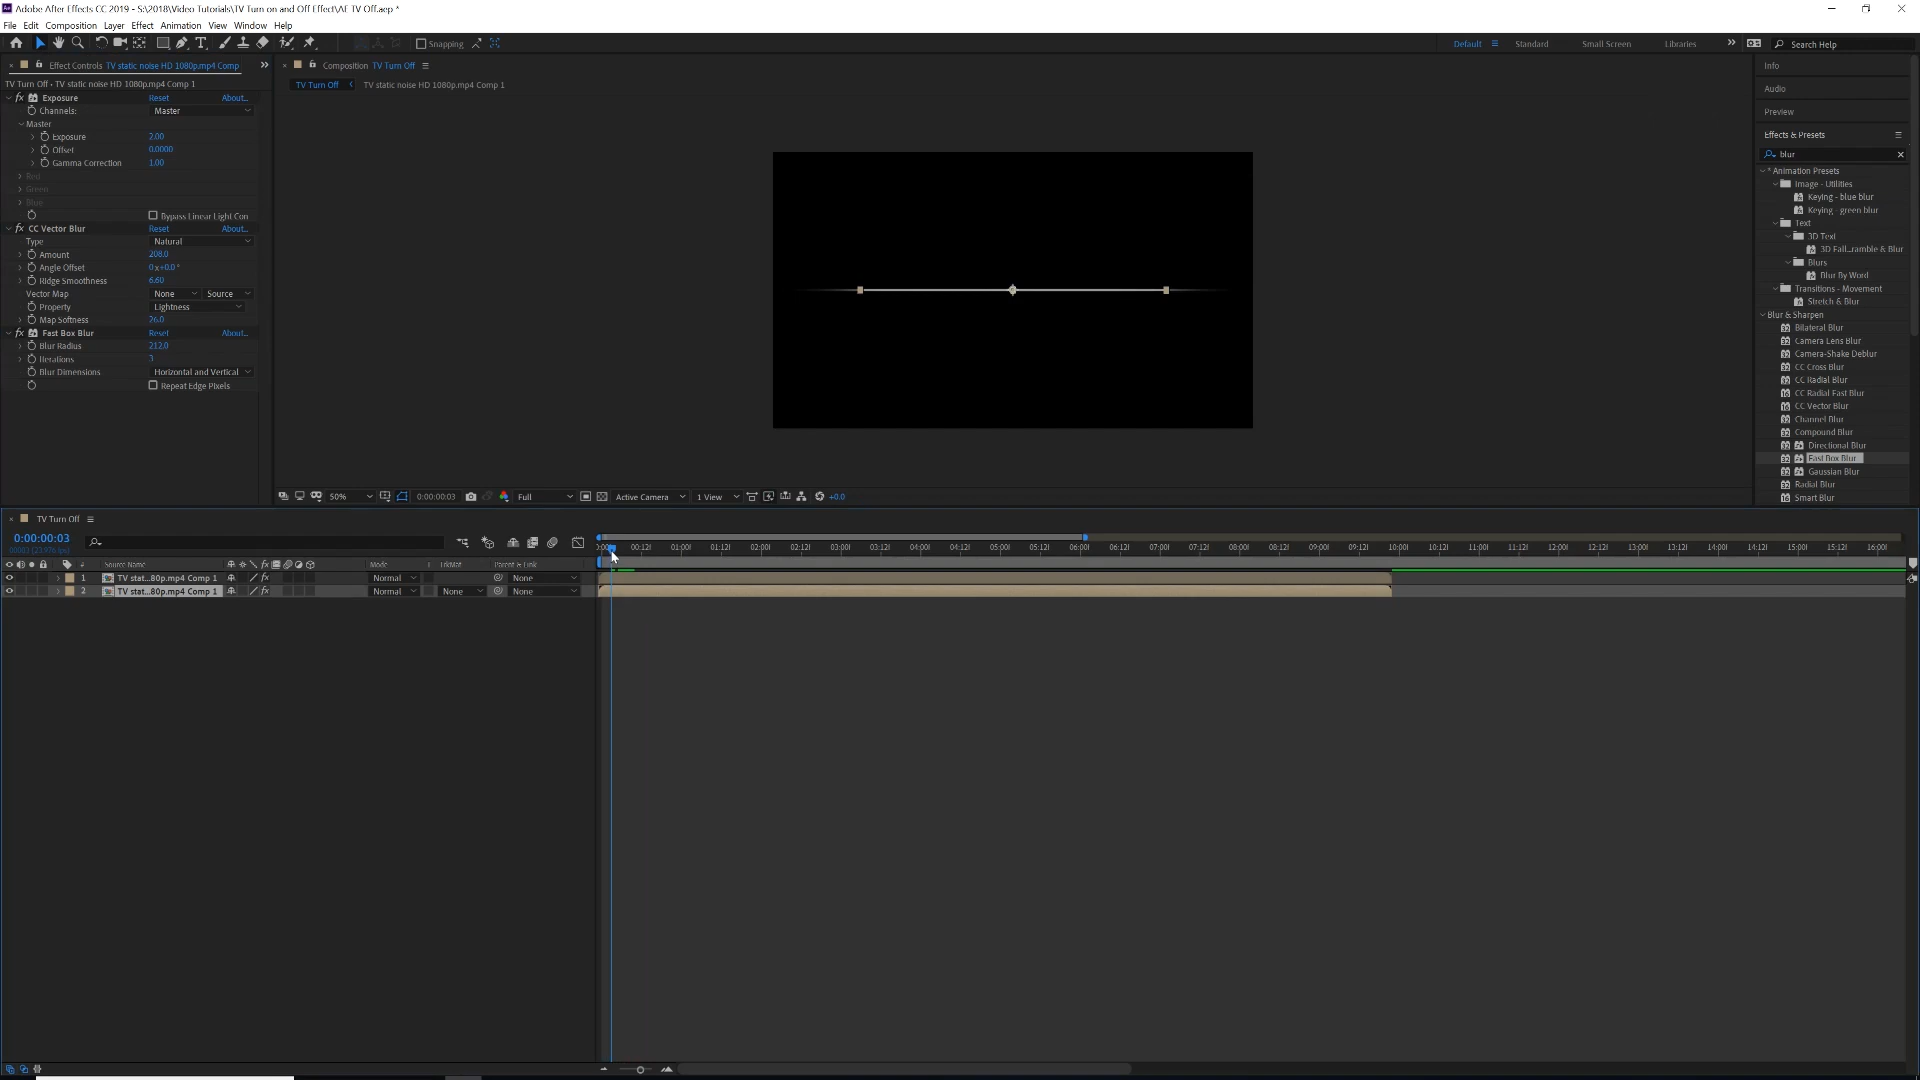 Adobe After Effects CC 2019 - S:\2018\Video Tutorials\TV Turn on and Off Effect\AE TV Off.aep *
File Edit Composition Layer Effect Animation View Window Help
Snapping
Default Standard Small Screen Libraries Search Help
Effect Controls TV static noise HD 1080p.mp4 Comp
TV Turn Off • TV static noise HD 1080p.mp4 Comp 1
Exposure Reset About...
Channels: Master
Master
Exposure 2.00
Offset 0.0000
Gamma Correction 1.00
Red
Green
Blue
Bypass Linear Light Con
CC Vector Blur Reset About...
Type Natural
Amount 208.0
Angle Offset 0x+0.0°
Ridge Smoothness 6.60
Vector Map None Source
Property Lightness
Map Softness 26.0
Fast Box Blur Reset About...
Blur Radius 212.0
Iterations 3
Blur Dimensions Horizontal and Vertical
Repeat Edge Pixels
Composition TV Turn Off
TV Turn Off TV static noise HD 1080p.mp4 Comp 1
50% 0:00:00:03 Full Active Camera 1 View +0.0
Info
Audio
Preview
Effects & Presets
blur
* Animation Presets
Image - Utilities
Keying - blue blur
Keying - green blur
Text
3D Text
3D Fall...ramble & Blur
Blurs
Blur By Word
Transitions - Movement
Stretch & Blur
Blur & Sharpen
Bilateral Blur
Camera Lens Blur
Camera-Shake Deblur
CC Cross Blur
CC Radial Blur
CC Radial Fast Blur
CC Vector Blur
Channel Blur
Compound Blur
Directional Blur
Fast Box Blur
Gaussian Blur
Radial Blur
Smart Blur
TV Turn Off
0:00:00:03
00003 (23.976 fps)
00:12f 01:00f 01:12f 02:00f 02:12f 03:00f 03:12f 04:00f 04:12f 05:00f 05:12f 06:00f 06:12f 07:00f 07:12f 08:00f 08:12f 09:00f 09:12f 10:00f 10:12f 11:00f 11:12f 12:00f 12:12f 13:00f 13:12f 14:00f 14:12f 15:00f 15:12f 16:00f
# Source Name Mode T TrkMat Parent & Link
1 TV stat...80p.mp4 Comp 1 Normal None
2 TV stat...80p.mp4 Comp 1 Normal None None